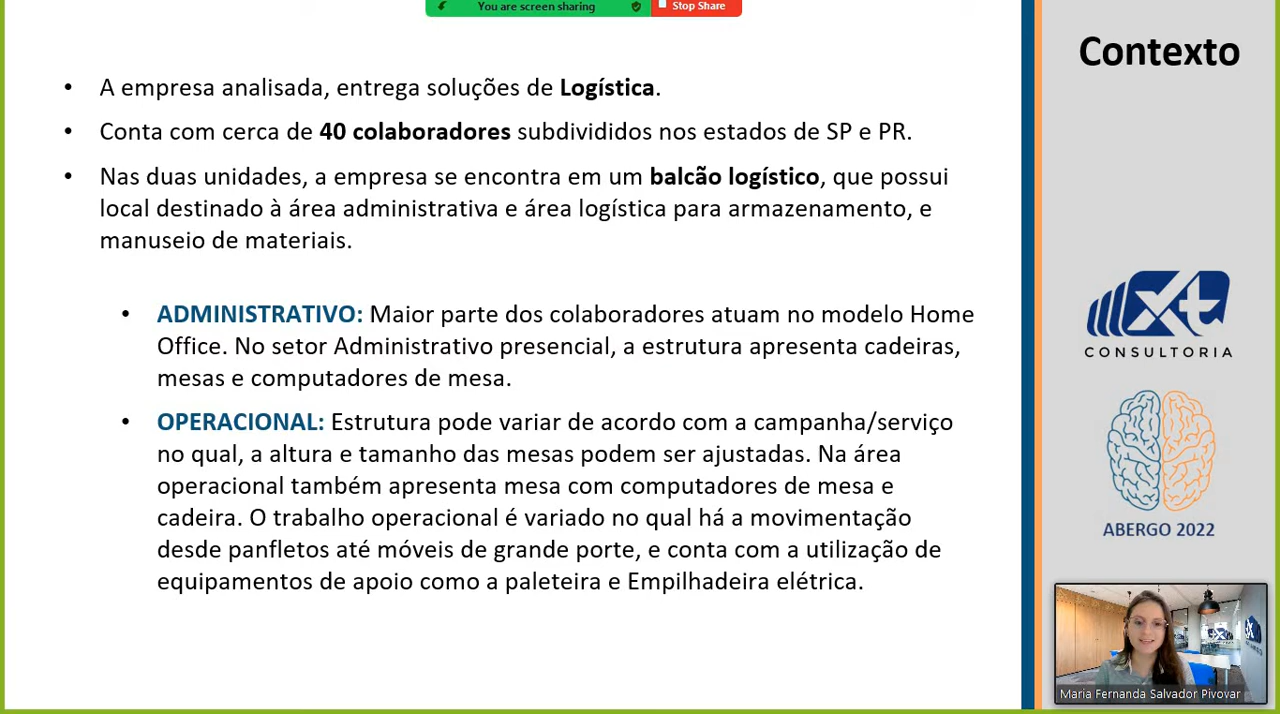 You are screen sharing
Stop Share
Contexto
• A empresa analisada, entrega soluções de Logística.
• Conta com cerca de 40 colaboradores subdivididos nos estados de SP e PR.
• Nas duas unidades, a empresa se encontra em um balcão logístico, que possui
local destinado à área administrativa e área logística para armazenamento, e
manuseio de materiais.
• ADMINISTRATIVO: Maior parte dos colaboradores atuam no modelo Home
Office. No setor Administrativo presencial, a estrutura apresenta cadeiras,
mesas e computadores de mesa.
• OPERACIONAL: Estrutura pode variar de acordo com a campanha/serviço
no qual, a altura e tamanho das mesas podem ser ajustadas. Na área
operacional também apresenta mesa com computadores de mesa e
cadeira. O trabalho operacional é variado no qual há a movimentação
desde panfletos até móveis de grande porte, e conta com a utilização de
equipamentos de apoio como a paleteira e Empilhadeira elétrica.
xt
CONSULTORIA
ABERGO 2022
Maria Fernanda Salvador Pivovar